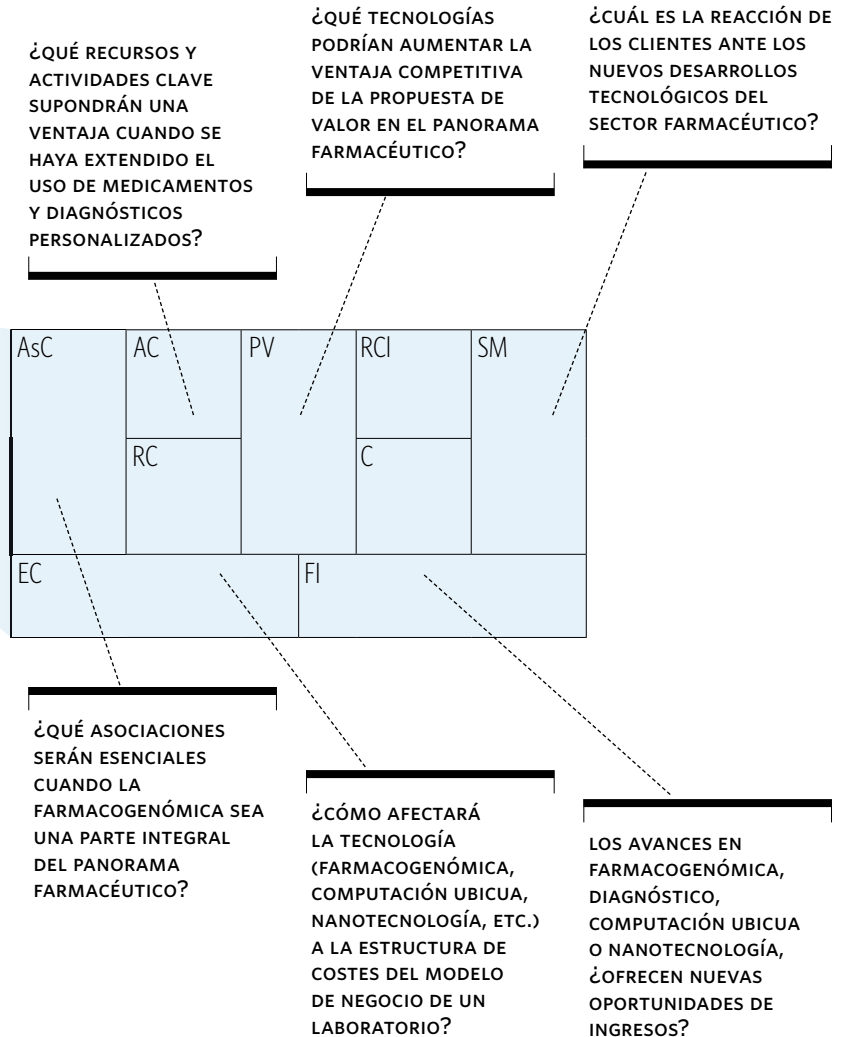 ¿QUÉ RECURSOS Y
ACTIVIDADES CLAVE
SUPONDRÁN UNA
VENTAJA CUANDO SE
HAYA EXTENDIDO EL
USO DE MEDICAMENTOS
Y DIAGNÓSTICOS
PERSONALIZADOS?
¿QUÉ TECNOLOGÍAS
PODRÍAN AUMENTAR LA
VENTAJA COMPETITIVA
DE LA PROPUESTA DE
VALOR EN EL PANORAMA
FARMACÉUTICO?
¿CUÁL ES LA REACCIÓN DE
LOS CLIENTES ANTE LOS
NUEVOS DESARROLLOS
TECNOLÓGICOS DEL
SECTOR FARMACÉUTICO?
AsC
AC
PV
RCl
SM
RC
C
EC
FI
¿QUÉ ASOCIACIONES
SERÁN ESENCIALES
CUANDO LA
FARMACOGENÓMICA SEA
UNA PARTE INTEGRAL
DEL PANORAMA
FARMACÉUTICO?
¿CÓMO AFECTARÁ
LA TECNOLOGÍA
(FARMACOGENÓMICA,
COMPUTACIÓN UBICUA,
NANOTECNOLOGÍA, ETC.)
A LA ESTRUCTURA DE
COSTES DEL MODELO
DE NEGOCIO DE UN
LABORATORIO?
LOS AVANCES EN
FARMACOGENÓMICA,
DIAGNÓSTICO,
COMPUTACIÓN UBICUA
O NANOTECNOLOGÍA,
¿OFRECEN NUEVAS
OPORTUNIDADES DE
INGRESOS?